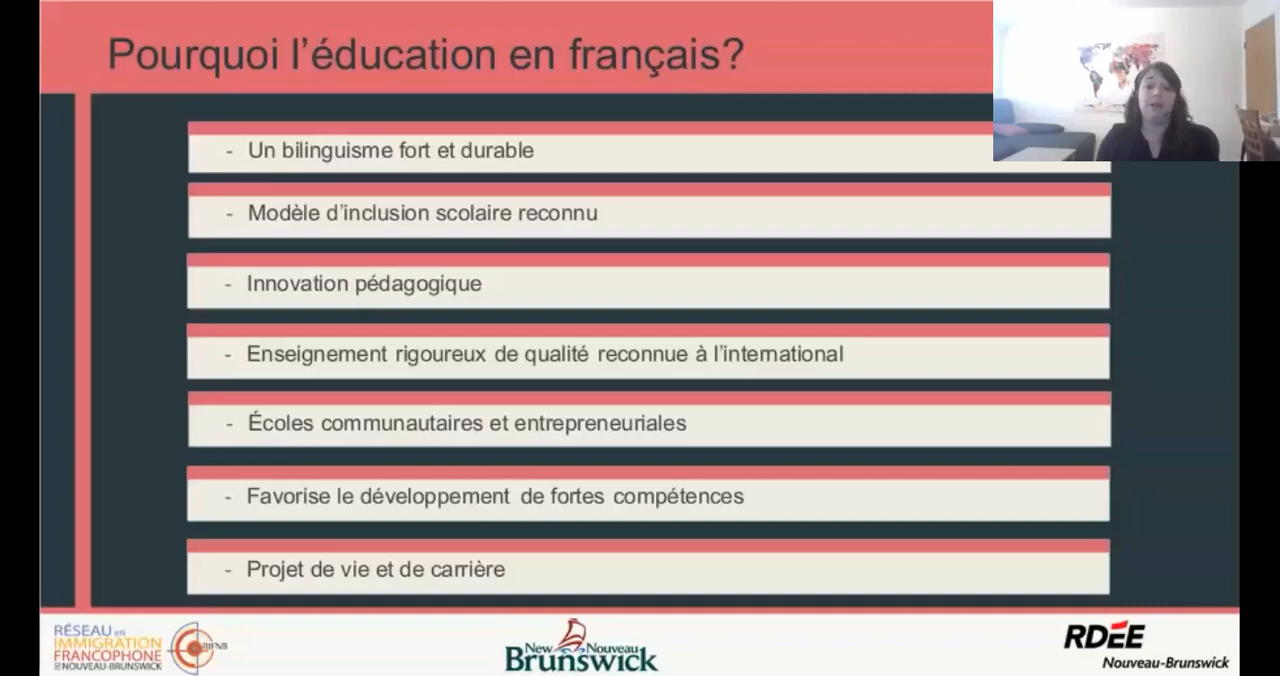 Pourquoi l'éducation en français?
- Un bilinguisme fort et durable
- Modèle d'inclusion scolaire reconnu
- Innovation pédagogique
- Enseignement rigoureux de qualité reconnue à l'international
- Écoles communautaires et entrepreneuriales
- Favorise le développement de fortes compétences
- Projet de vie et de carrière
RÉSEAU en
IMMIGRATION
FRANCOPHONE
NOUVEAU-BRUNSWICK
RIFNB
New Nouveau
Brunswick
RDÉE
Nouveau-Brunswick